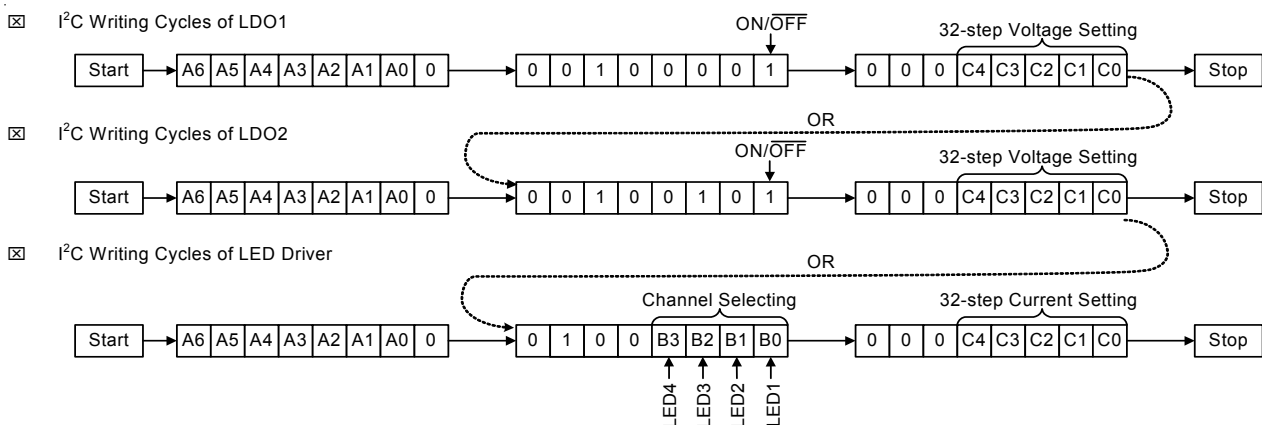 ☒ I²C Writing Cycles of LDO1
ON/OFF
32-step Voltage Setting
Start A6 A5 A4 A3 A2 A1 A0 0 0 0 1 0 0 0 0 1 0 0 0 C4 C3 C2 C1 C0 Stop
OR
☒ I²C Writing Cycles of LDO2
ON/OFF
32-step Voltage Setting
Start A6 A5 A4 A3 A2 A1 A0 0 0 0 1 0 0 1 0 1 0 0 0 C4 C3 C2 C1 C0 Stop
☒ I²C Writing Cycles of LED Driver
OR
Channel Selecting
32-step Current Setting
Start A6 A5 A4 A3 A2 A1 A0 0 0 1 0 0 B3 B2 B1 B0 0 0 0 C4 C3 C2 C1 C0 Stop
LED4
LED3
LED2
LED1